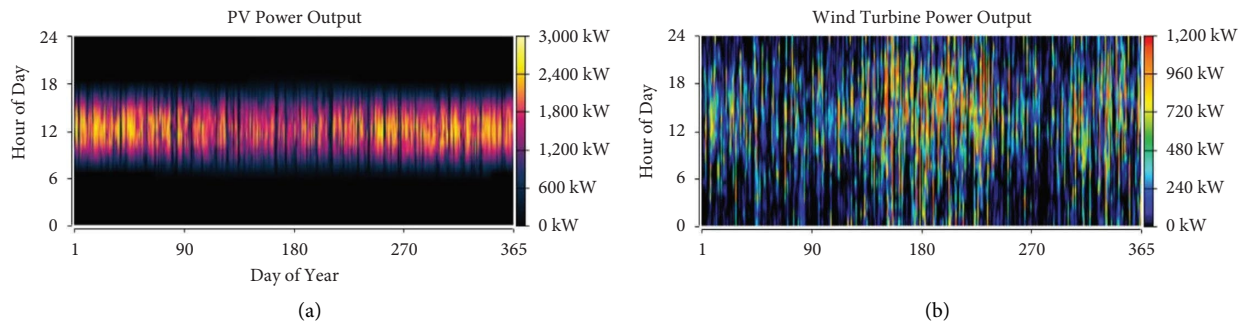 PV Power Output
24
18
12
6
0
Hour of Day
1
90
180
270
365
Day of Year
3,000 kW
2,400 kW
1,800 kW
1,200 kW
600 kW
0 kW
(a)
Wind Turbine Power Output
24
18
12
6
0
Hour of Day
1
90
180
270
365
1,200 kW
960 kW
720 kW
480 kW
240 kW
0 kW
(b)